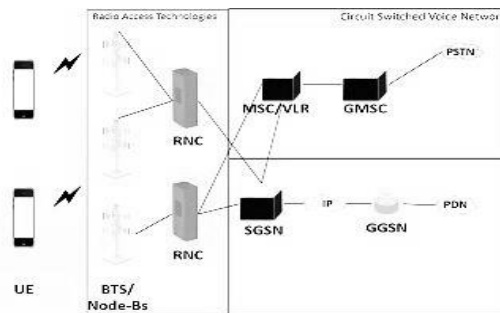 Radio Access Technologies
Circuit Switched Voice Networ
PSTN
MSC/VLR
GMSC
RNC
IP
PDN
SGSN
GGSN
RNC
UE
BTS/
Node-Bs